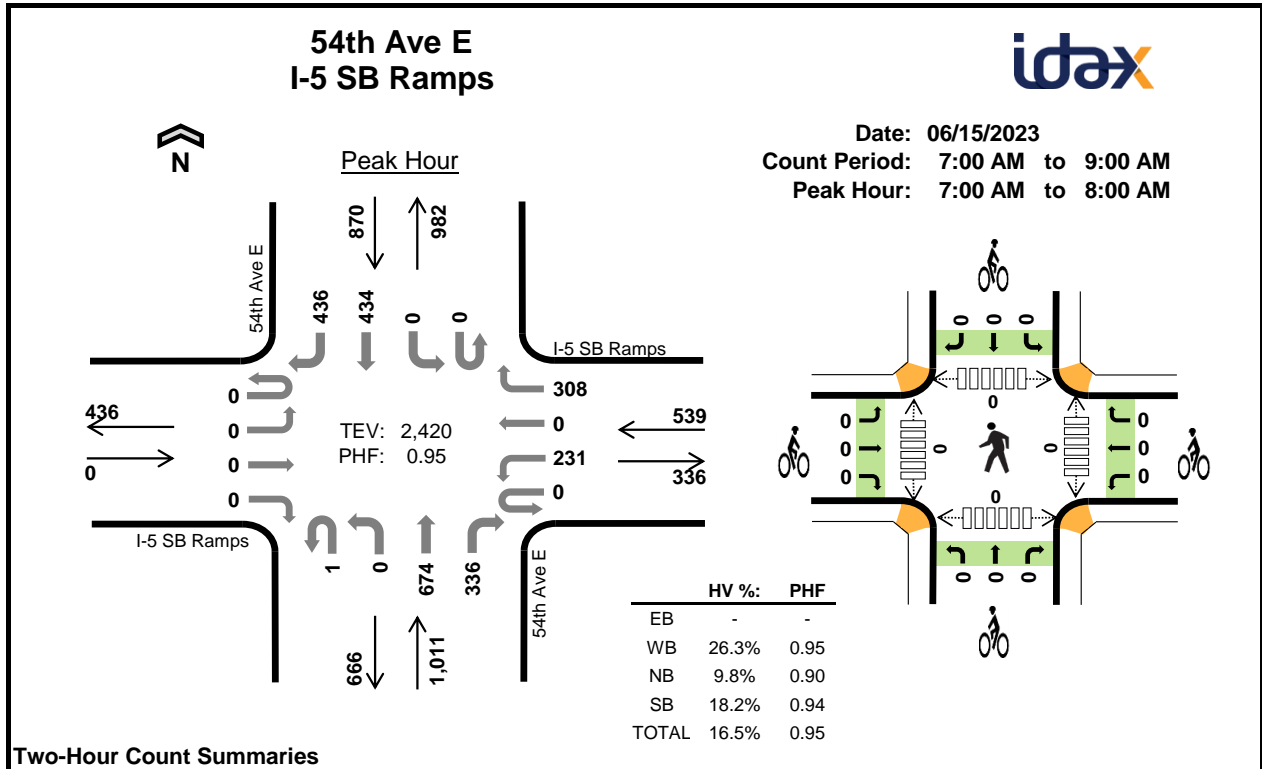 54th Ave E
I-5 SB Ramps
idax
N
Peak Hour
Date: 06/15/2023
Count Period: 7:00 AM to 9:00 AM
Peak Hour: 7:00 AM to 8:00 AM
870
982
54th Ave E
436
434
0
0
I-5 SB Ramps
308
0
231
0
539
336
436
0
0
0
0
0
TEV: 2,420
PHF: 0.95
I-5 SB Ramps
1
0
674
336
54th Ave E
666
1,011
0 0 0
0
0
0
0
0
0
0
0
0
0
0 0 0
HV %: PHF
EB - -
WB 26.3% 0.95
NB 9.8% 0.90
SB 18.2% 0.94
TOTAL 16.5% 0.95
Two-Hour Count Summaries